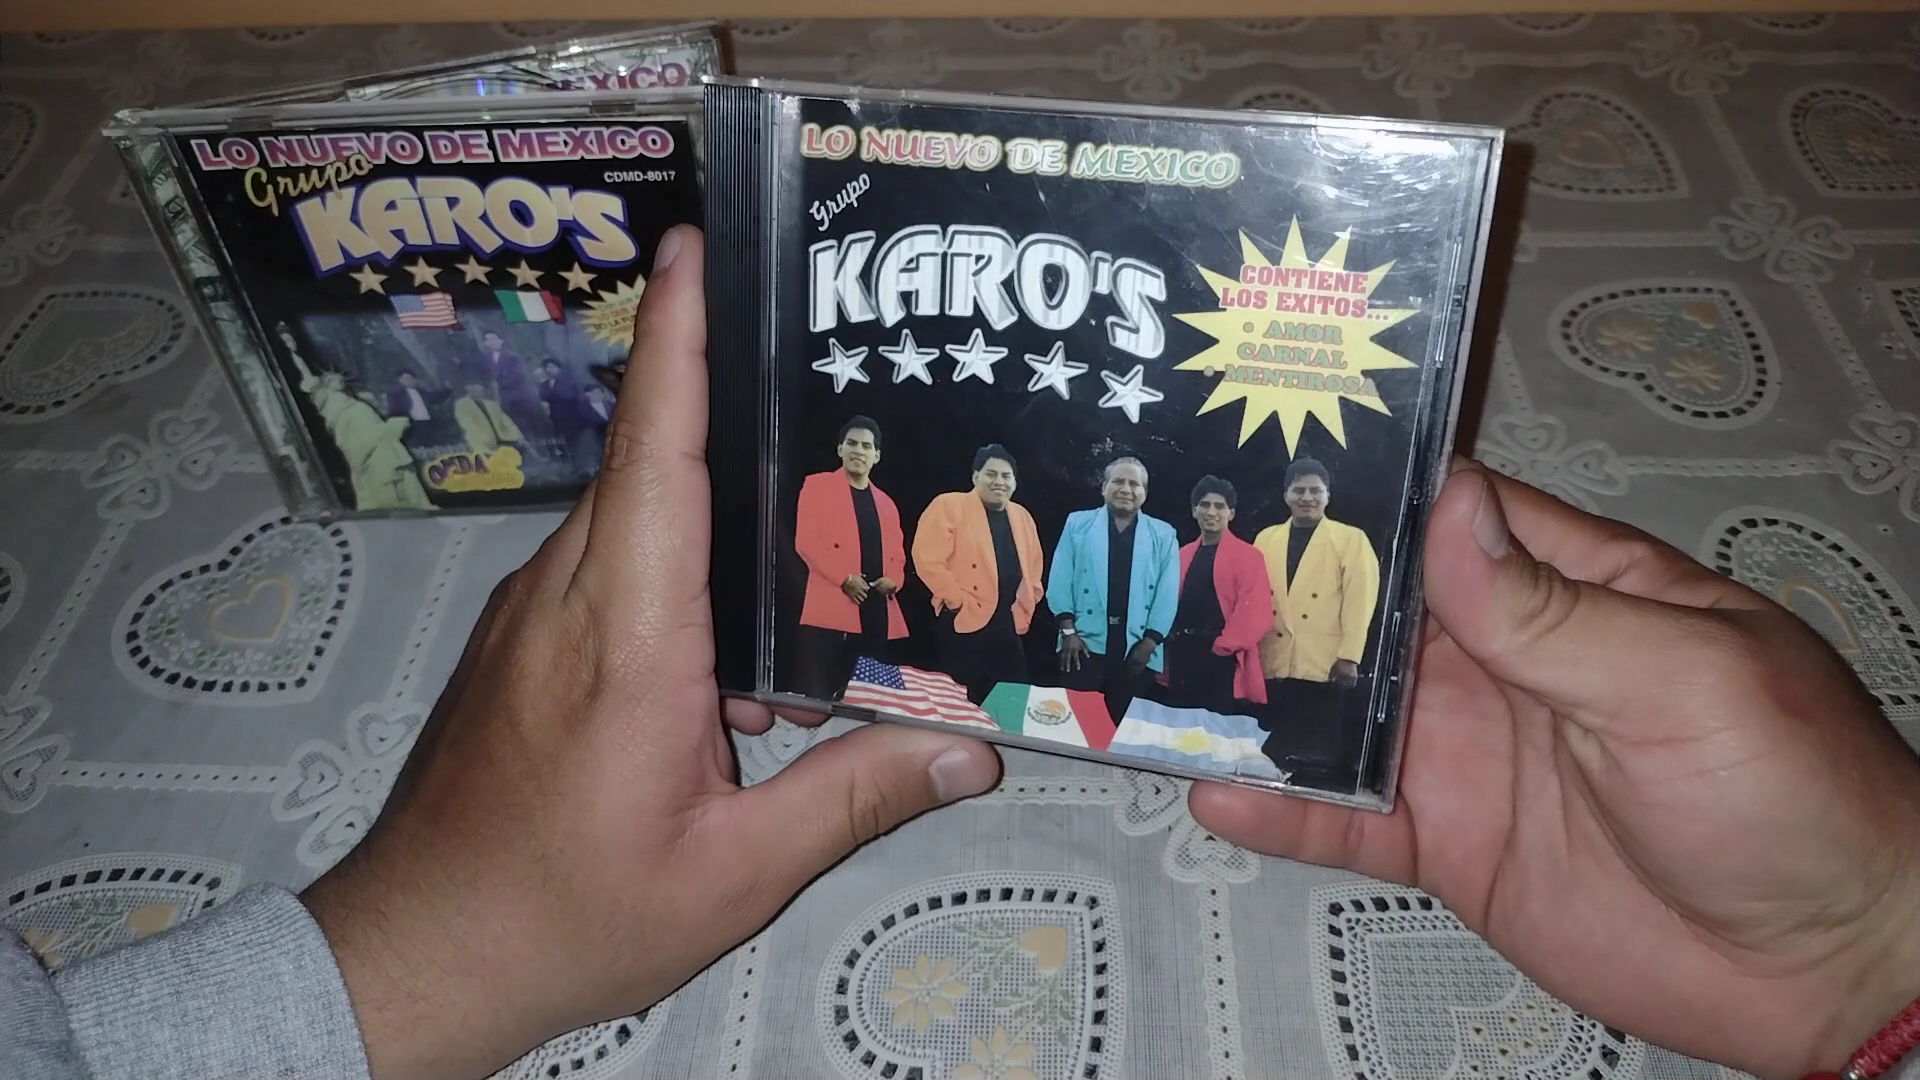 MEXICO
LO NUEVO DE MEXICO
CDMD-8017
Grupo
KARO'S
LO NUEVO DE MEXICO
Grupo
KARO'S
CONTIENE
LOS EXITOS...
• AMOR
CARNAL
• MENTIROSA